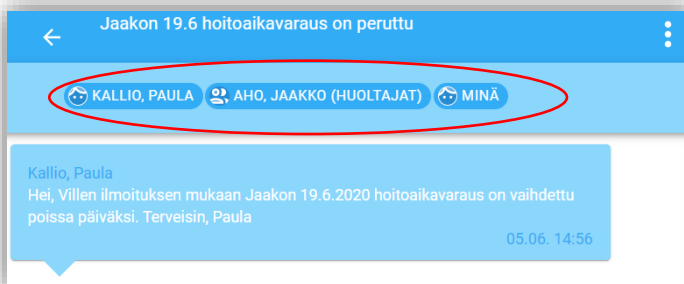 Jaakon 19.6 hoitoaikavaraus on peruttu
KALLIO, PAULA AHO, JAAKKO (HUOLTAJAT) MINÄ
Kallio, Paula
Hei, Villen ilmoituksen mukaan Jaakon 19.6.2020 hoitoaikavaraus on vaihdettu
poissa päiväksi. Terveisin, Paula
05.06. 14:56